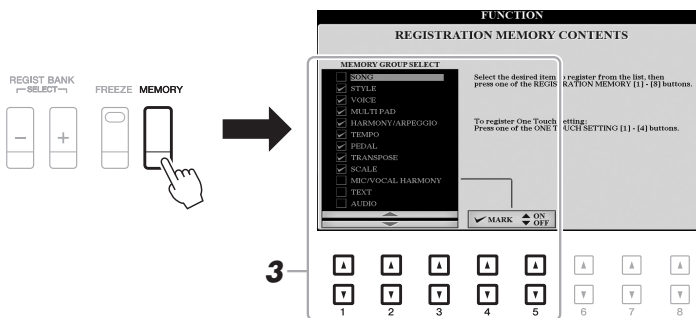 REGIST BANK
SELECT
FREEZE MEMORY
- +
FUNCTION
REGISTRATION MEMORY CONTENTS
MEMORY GROUP SELECT
SONG
STYLE
VOICE
MULTI PAD
HARMONY/ARPEGGIO
TEMPO
PEDAL
TRANSPOSE
SCALE
MIC/VOCAL HARMONY
TEXT
AUDIO
Select the desired item to register from the list, then
press one of the REGISTRATION MEMORY [1] - [8] buttons.
To register One Touch Setting:
Press one of the ONE TOUCH SETTING [1] - [4] buttons.
MARK ON
OFF
3
1 2 3 4 5 6 7 8